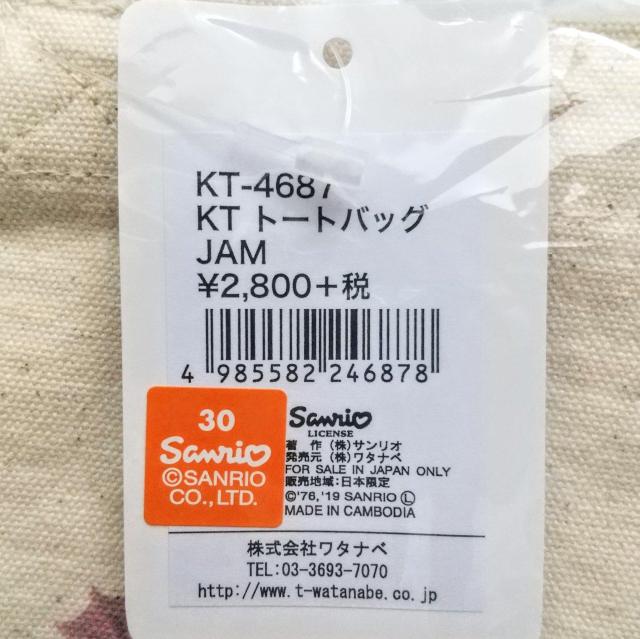 KT-4687
KT トートバッグ
JAM
¥2,800+税
4 985582 246878
30
Sanrio
©SANRIO
CO.,LTD.
Sanrio
LICENSE
著 作 (株)サンリオ
発売元 (株)ワタナベ
FOR SALE IN JAPAN ONLY
販売地域:日本限定
©'76,'19 SANRIO Ⓛ
MADE IN CAMBODIA
株式会社ワタナベ
TEL:03-3693-7070
http://www.t-watanabe.co.jp